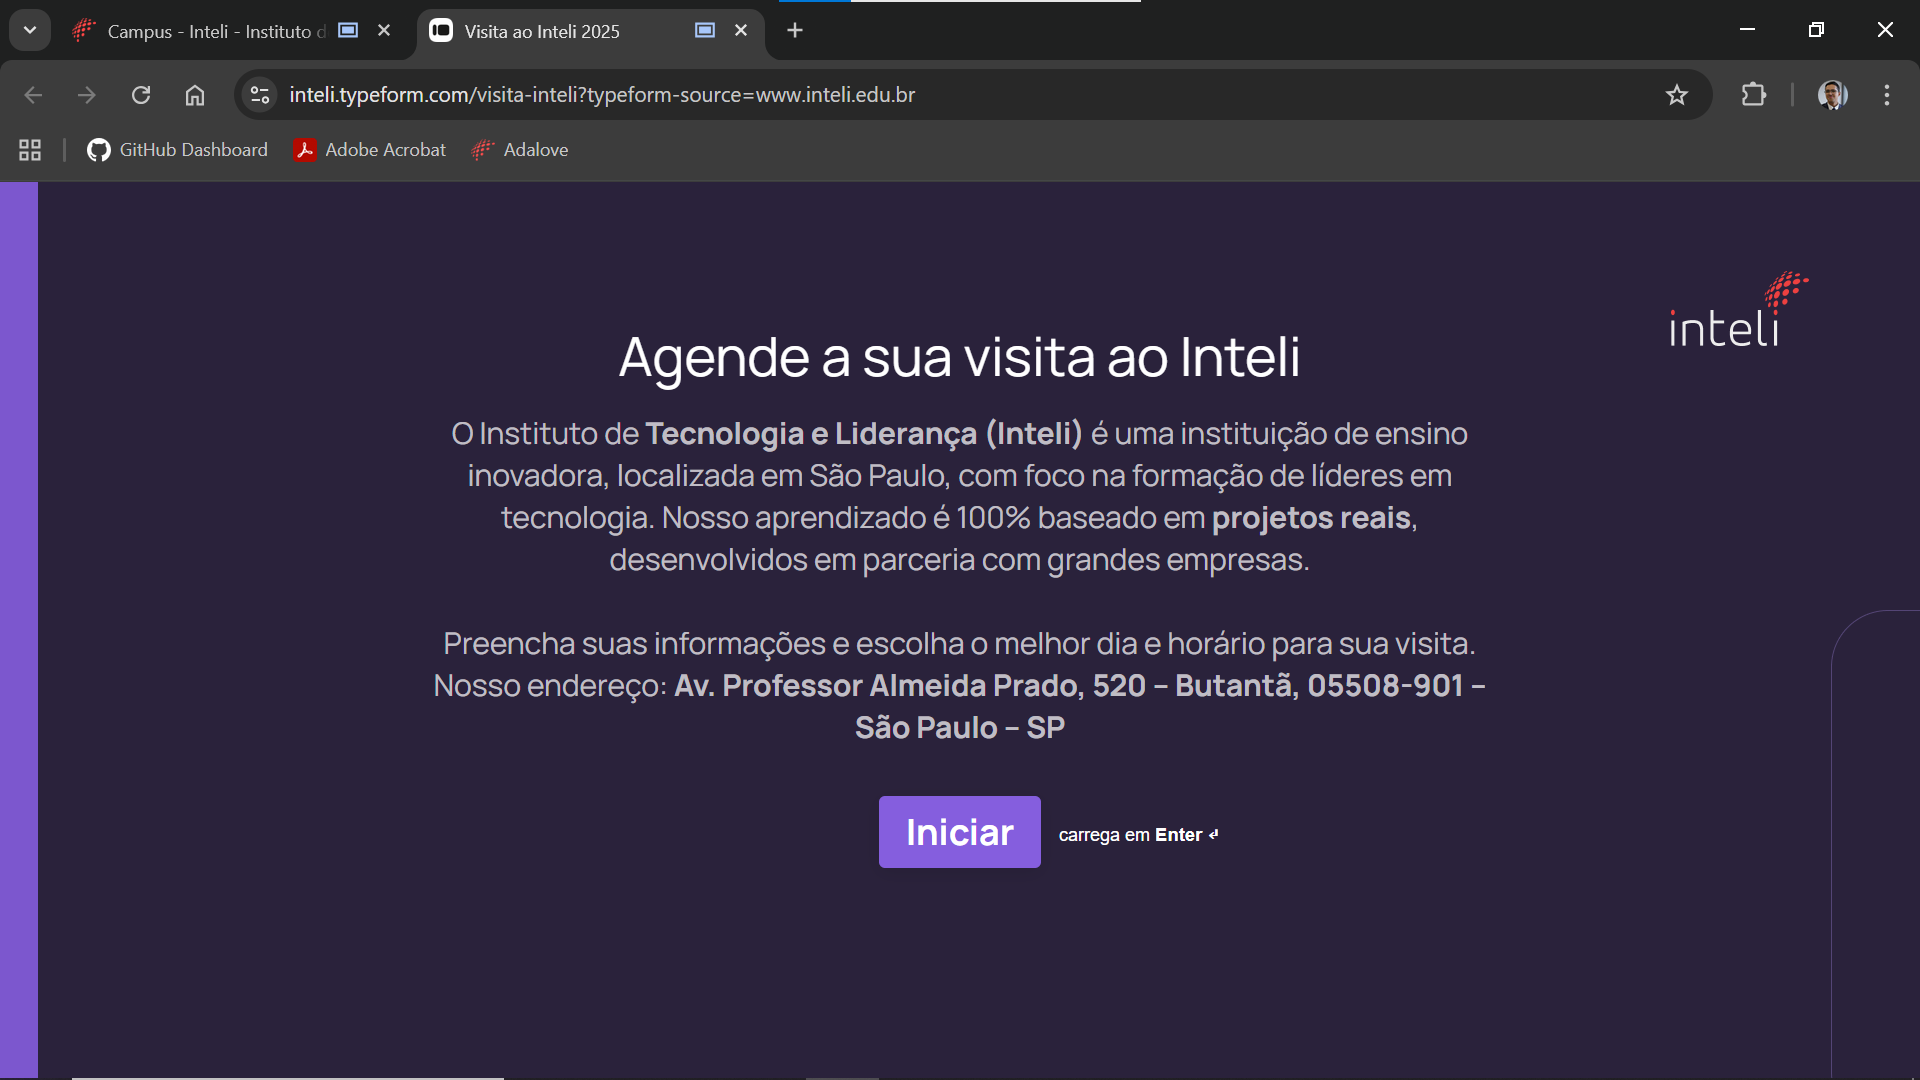 Campus - Inteli - Instituto d
Visita ao Inteli 2025
inteli.typeform.com/visita-inteli?typeform-source=www.inteli.edu.br
GitHub Dashboard
Adobe Acrobat
Adalove
inteli
Agende a sua visita ao Inteli
O Instituto de Tecnologia e Liderança (Inteli) é uma instituição de ensino
inovadora, localizada em São Paulo, com foco na formação de líderes em
tecnologia. Nosso aprendizado é 100% baseado em projetos reais,
desenvolvidos em parceria com grandes empresas.
Preencha suas informações e escolha o melhor dia e horário para sua visita.
Nosso endereço: Av. Professor Almeida Prado, 520 – Butantã, 05508-901 –
São Paulo – SP
Iniciar
carrega em Enter ↵